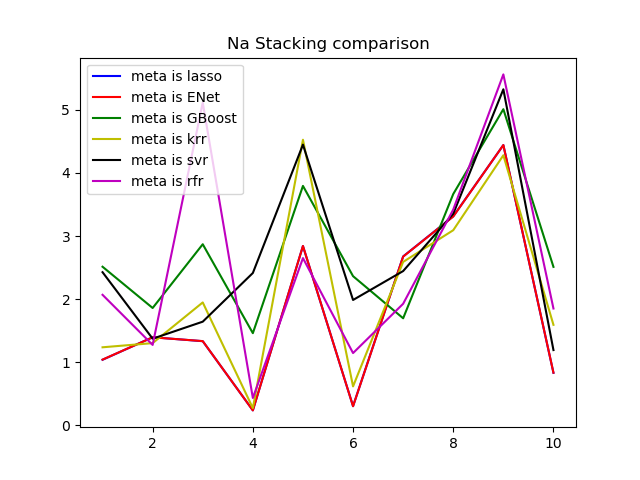 Na Stacking comparison
meta is lasso
meta is ENet
meta is GBoost
meta is krr
meta is svr
meta is rfr
5
4
3
2
1
0
2 4 6 8 10